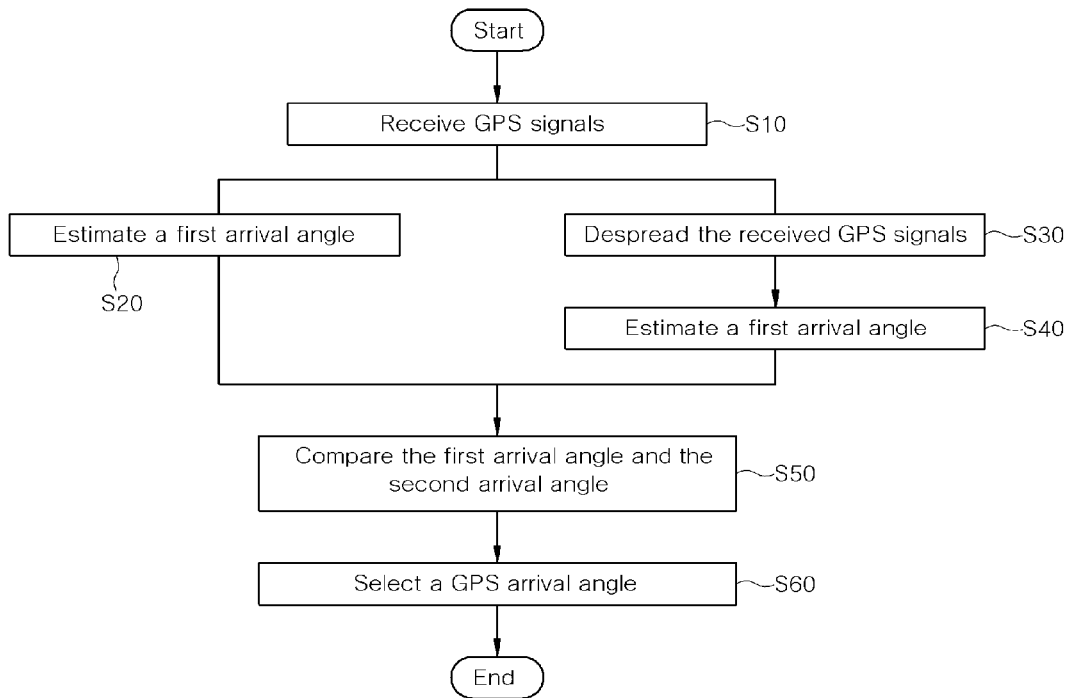 Start
Receive GPS signals
S10
Estimate a first arrival angle
S20
Despread the received GPS signals
S30
Estimate a first arrival angle
S40
Compare the first arrival angle and the
second arrival angle
S50
Select a GPS arrival angle
S60
End